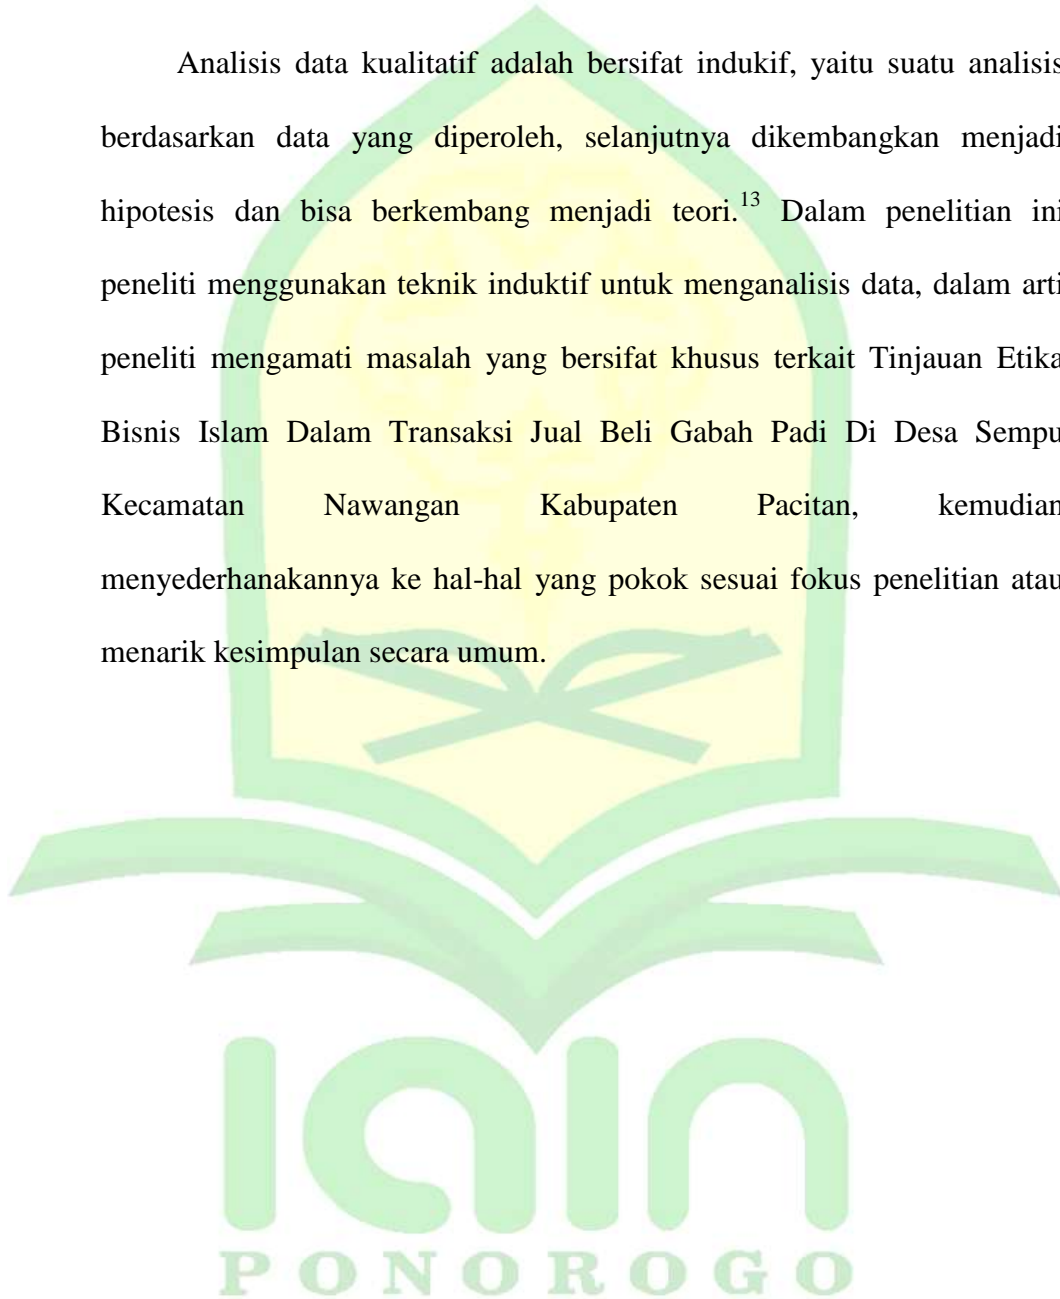 Analisis data kualitatif adalah bersifat indukif, yaitu suatu analisis
berdasarkan data yang diperoleh, selanjutnya dikembangkan menjadi
hipotesis dan bisa berkembang menjadi teori.13 Dalam penelitian ini
peneliti menggunakan teknik induktif untuk menganalisis data, dalam arti
peneliti mengamati masalah yang bersifat khusus terkait Tinjauan Etika
Bisnis Islam Dalam Transaksi Jual Beli Gabah Padi Di Desa Sempu
Kecamatan Nawangan Kabupaten Pacitan, kemudian
menyederhanakannya ke hal-hal yang pokok sesuai fokus penelitian atau
menarik kesimpulan secara umum.
IAIN
PONOROGO